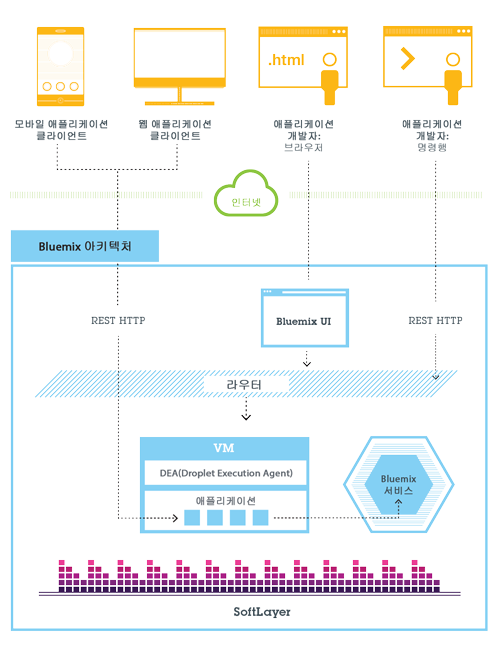 .html
모바일 애플리케이션
클라이언트
웹 애플리케이션
클라이언트
애플리케이션
개발자:
브라우저
애플리케이션
개발자:
명령행
인터넷
Bluemix 아키텍처
REST HTTP
Bluemix UI
REST HTTP
라우터
VM
DEA(Droplet Execution Agent)
애플리케이션
Bluemix
서비스
SoftLayer